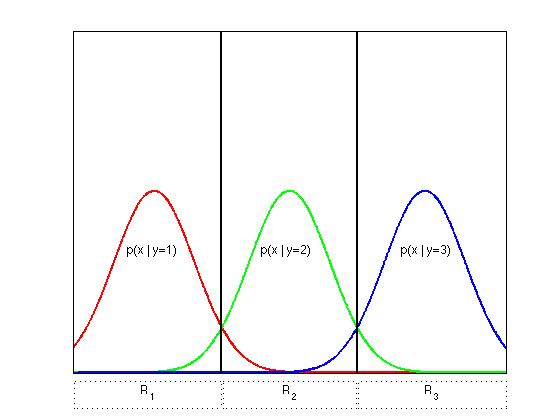 p(x | y=1)
p(x | y=2)
p(x | y=3)
R1
R2
R3